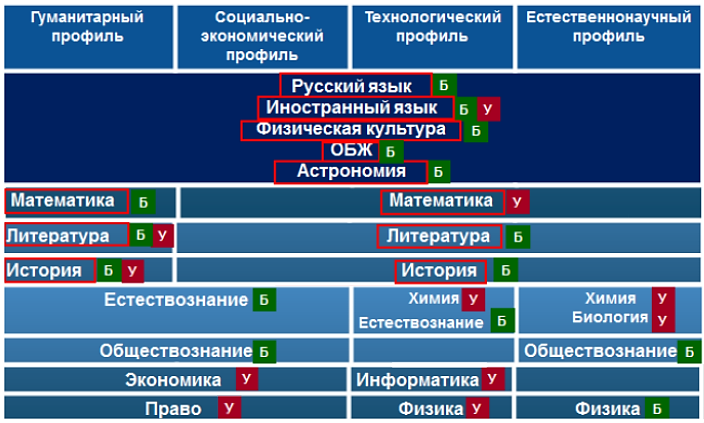 Гуманитарный профиль
Социально-экономический профиль
Технологический профиль
Естественнонаучный профиль
Русский язык Б
Иностранный язык Б У
Физическая культура Б
ОБЖ Б
Астрономия Б
Математика Б Математика У
Литература Б У Литература Б
История Б У История Б
Естествознание Б Химия У Химия У
Естествознание Б Биология У
Обществознание Б Обществознание Б
Экономика У Информатика У
Право У Физика У Физика Б